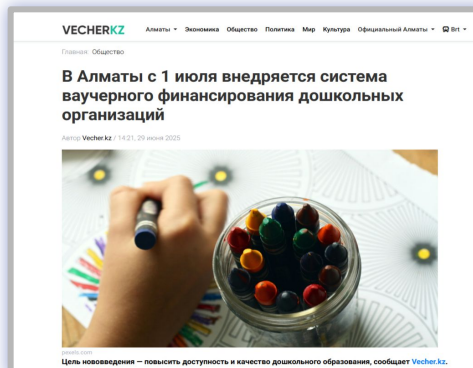 VECHERKZ Алматы Экономика Общество Политика Мир Культура Официальный Алматы Brt
Главная Общество
В Алматы с 1 июля внедряется система
ваучерного финансирования дошкольных
организаций
Автор Vecher.kz / 14:21, 29 июня 2025
pixels.com
Цель нововведения — повысить доступность и качество дошкольного образования, сообщает Vecher.kz.